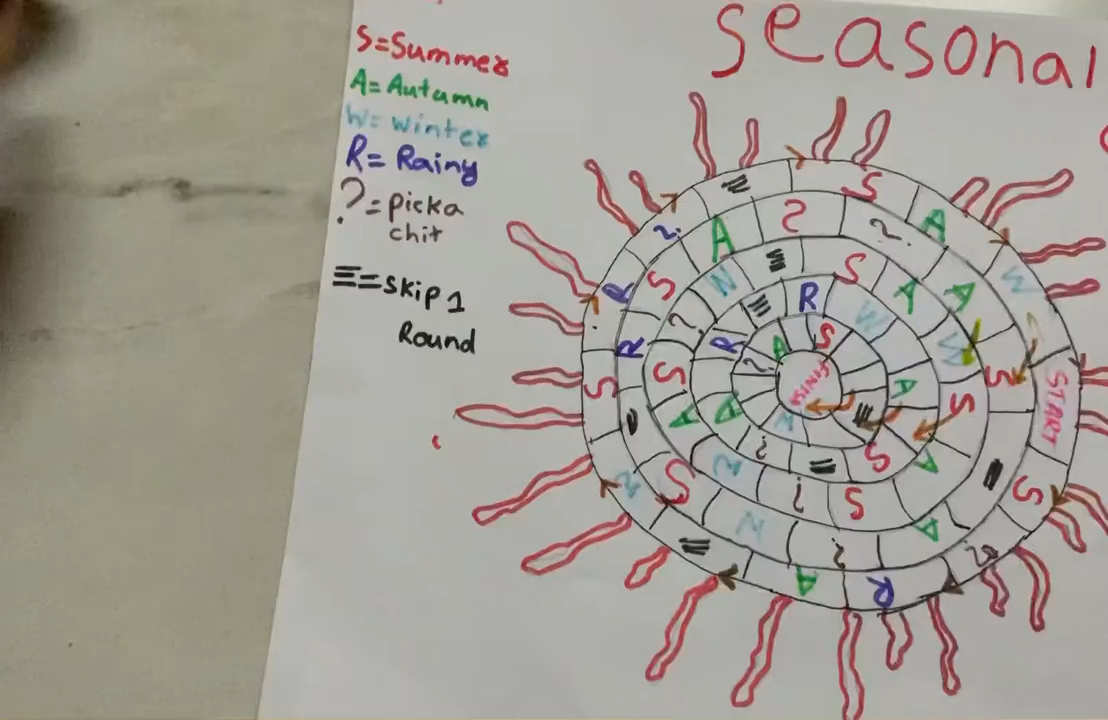 seasonal
S=Summer
A=Autumn
W=Winter
R=Rainy
?=pick a
chit
≡=skip 1
Round
≡
S
A
W
START
S
?
R
A
≡
W
S
?
R
?
A
S
?
A
S
A
?
W
S
R
S
W
≡
S
A
W
S
A
S
?
W
A
S
?
≡
R
W
A
S
?
A
R
≡
A
≡
S
?
W
A
S
FINISH